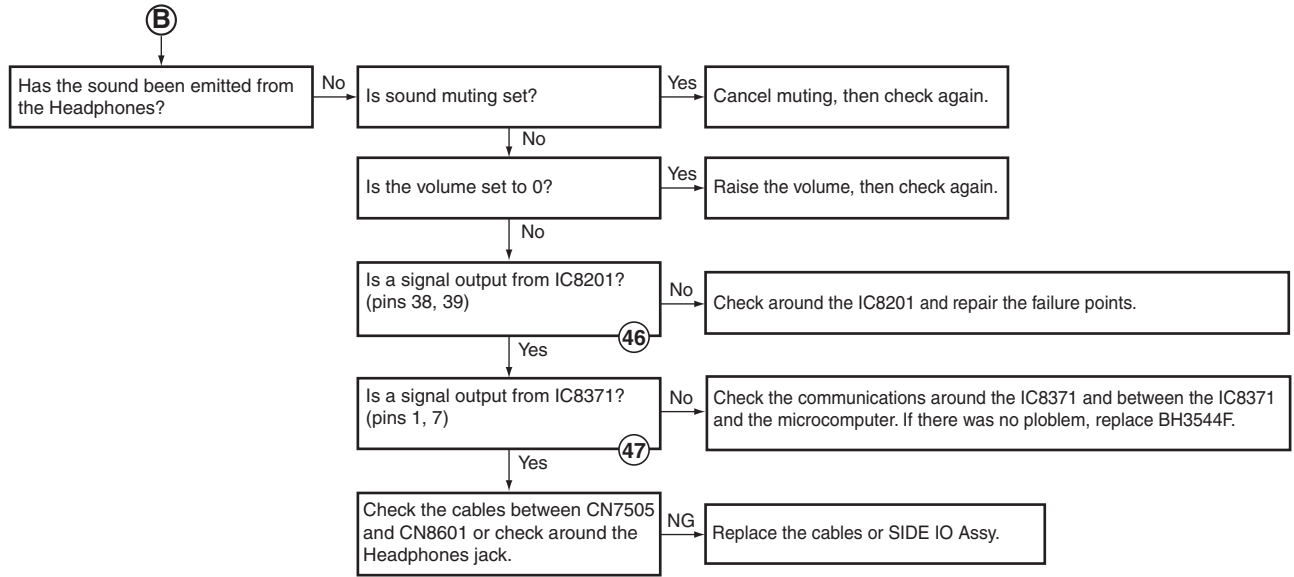 B
Has the sound been emitted from
the Headphones?
No
Is sound muting set?
Yes
Cancel muting, then check again.
No
Is the volume set to 0?
Yes
Raise the volume, then check again.
No
Is a signal output from IC8201?
(pins 38, 39)
46
No
Check around the IC8201 and repair the failure points.
Yes
Is a signal output from IC8371?
(pins 1, 7)
47
No
Check the communications around the IC8371 and between the IC8371
and the microcomputer. If there was no ploblem, replace BH3544F.
Yes
Check the cables between CN7505
and CN8601 or check around the
Headphones jack.
NG
Replace the cables or SIDE IO Assy.